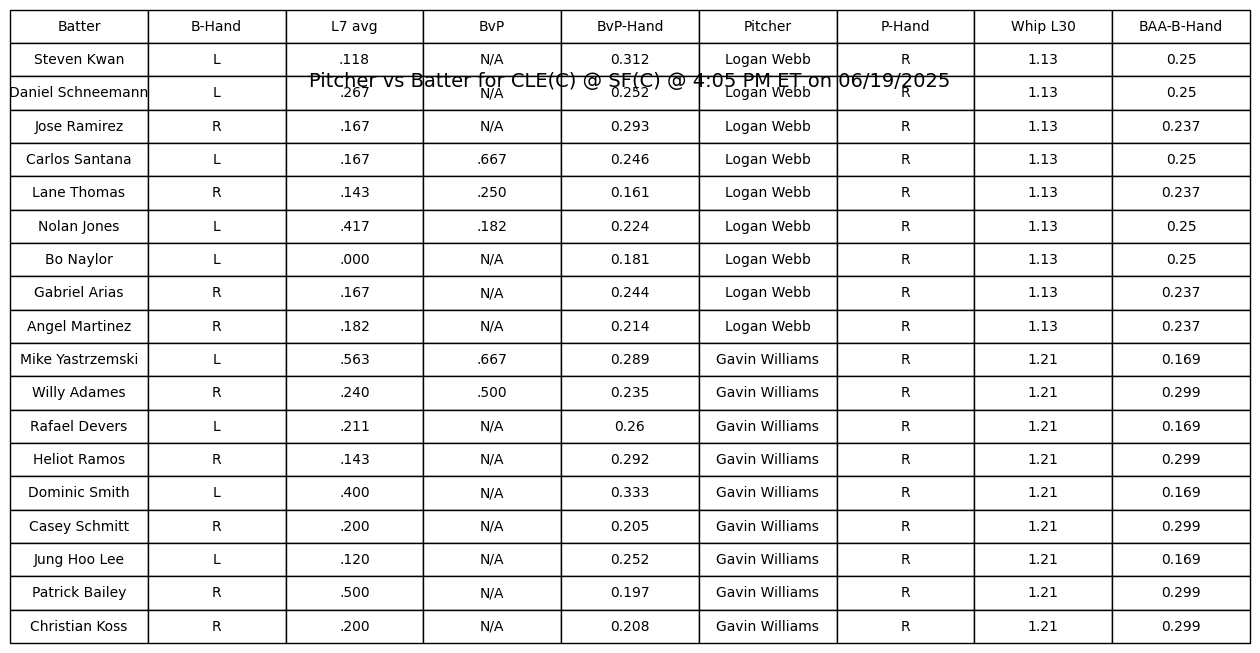 Batter B-Hand L7 avg BvP BvP-Hand Pitcher P-Hand Whip L30 BAA-B-Hand
Steven Kwan L .118 N/A 0.312 Logan Webb R 1.13 0.25
Pitcher vs Batter for CLE(C) @ SF(C) @ 4:05 PM ET on 06/19/2025
Daniel Schneemann L .267 N/A 0.252 Logan Webb R 1.13 0.25
Jose Ramirez R .167 N/A 0.293 Logan Webb R 1.13 0.237
Carlos Santana L .167 .667 0.246 Logan Webb R 1.13 0.25
Lane Thomas R .143 .250 0.161 Logan Webb R 1.13 0.237
Nolan Jones L .417 .182 0.224 Logan Webb R 1.13 0.25
Bo Naylor L .000 N/A 0.181 Logan Webb R 1.13 0.25
Gabriel Arias R .167 N/A 0.244 Logan Webb R 1.13 0.237
Angel Martinez R .182 N/A 0.214 Logan Webb R 1.13 0.237
Mike Yastrzemski L .563 .667 0.289 Gavin Williams R 1.21 0.169
Willy Adames R .240 .500 0.235 Gavin Williams R 1.21 0.299
Rafael Devers L .211 N/A 0.26 Gavin Williams R 1.21 0.169
Heliot Ramos R .143 N/A 0.292 Gavin Williams R 1.21 0.299
Dominic Smith L .400 N/A 0.333 Gavin Williams R 1.21 0.169
Casey Schmitt R .200 N/A 0.205 Gavin Williams R 1.21 0.299
Jung Hoo Lee L .120 N/A 0.252 Gavin Williams R 1.21 0.169
Patrick Bailey R .500 N/A 0.197 Gavin Williams R 1.21 0.299
Christian Koss R .200 N/A 0.208 Gavin Williams R 1.21 0.299